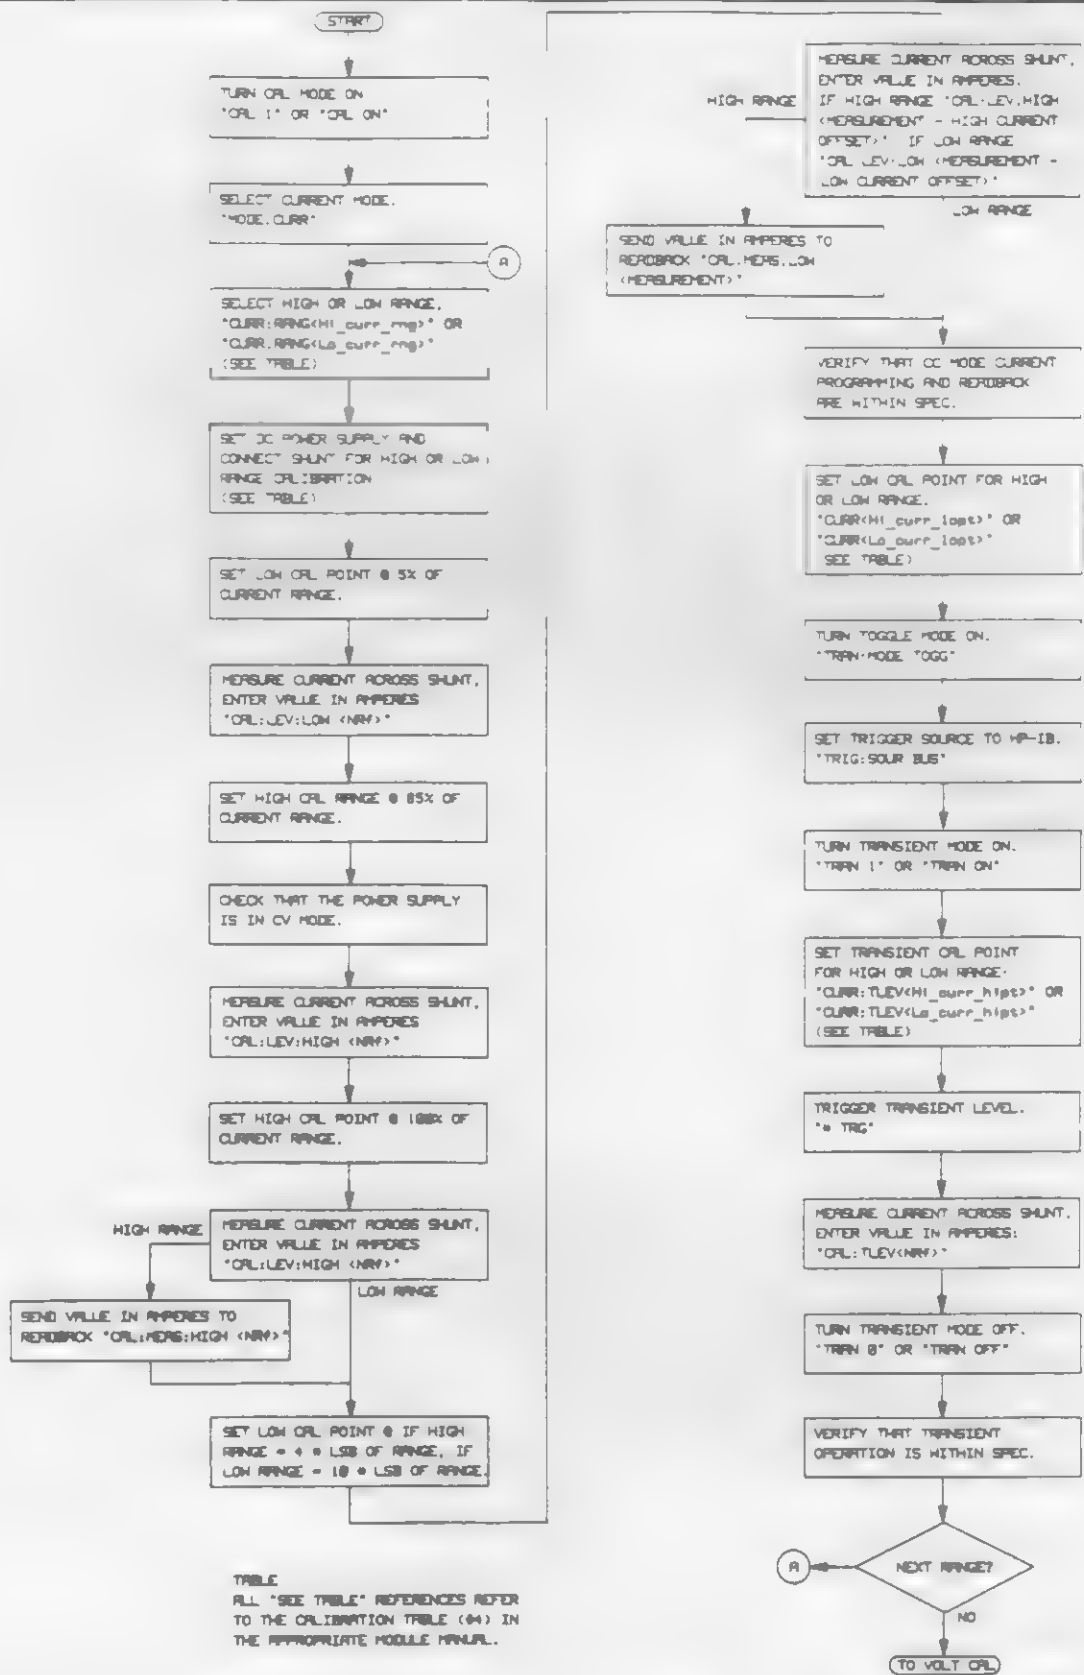 START
TURN CAL MODE ON
"CAL 1" OR "CAL ON"
SELECT CURRENT MODE.
"MODE:CURR"
A
SELECT HIGH OR LOW RANGE,
"CURR:RANG<Hi_curr_rng>" OR
"CURR:RANG<Lo_curr_rng>"
(SEE TABLE)
SET DC POWER SUPPLY AND
CONNECT SHUNT FOR HIGH OR LOW
RANGE CALIBRATION
(SEE TABLE)
SET LOW CAL POINT @ 5% OF
CURRENT RANGE.
MEASURE CURRENT ACROSS SHUNT,
ENTER VALUE IN AMPERES
"CAL:LEV:LOW <NRf>"
SET HIGH CAL RANGE @ 85% OF
CURRENT RANGE.
CHECK THAT THE POWER SUPPLY
IS IN CV MODE.
MEASURE CURRENT ACROSS SHUNT,
ENTER VALUE IN AMPERES
"CAL:LEV:HIGH <NRf>"
SET HIGH CAL POINT @ 100% OF
CURRENT RANGE.
HIGH RANGE
MEASURE CURRENT ACROSS SHUNT,
ENTER VALUE IN AMPERES
"CAL:LEV:HIGH <NRf>"
LOW RANGE
SEND VALUE IN AMPERES TO
READBACK "CAL:MEAS:HIGH <NRf>"
SET LOW CAL POINT @ IF HIGH
RANGE = 4 * LSB OF RANGE, IF
LOW RANGE = 10 * LSB OF RANGE.
TABLE
ALL "SEE TABLE" REFERENCES REFER
TO THE CALIBRATION TABLE (#4) IN
THE APPROPRIATE MODULE MANUAL.
HIGH RANGE
MEASURE CURRENT ACROSS SHUNT,
ENTER VALUE IN AMPERES.
IF HIGH RANGE "CAL:LEV:HIGH
<MEASUREMENT - HIGH CURRENT
OFFSET>" IF LOW RANGE
"CAL LEV:LOW <MEASUREMENT -
LOW CURRENT OFFSET>"
LOW RANGE
SEND VALUE IN AMPERES TO
READBACK "CAL:MEAS:LOW
<MEASUREMENT>"
VERIFY THAT CC MODE CURRENT
PROGRAMMING AND READBACK
ARE WITHIN SPEC.
SET LOW CAL POINT FOR HIGH
OR LOW RANGE.
"CURR<Hi_curr_lopt>" OR
"CURR<Lo_curr_lopt>"
SEE TABLE)
TURN TOGGLE MODE ON.
"TRAN:MODE TOGG"
SET TRIGGER SOURCE TO HP-IB.
"TRIG:SOUR BUS"
TURN TRANSIENT MODE ON.
"TRAN 1" OR "TRAN ON"
SET TRANSIENT CAL POINT
FOR HIGH OR LOW RANGE.
"CURR:TLEV<Hi_curr_hipt>" OR
"CURR:TLEV<Lo_curr_hipt>"
(SEE TABLE)
TRIGGER TRANSIENT LEVEL.
"* TRG"
MEASURE CURRENT ACROSS SHUNT,
ENTER VALUE IN AMPERES:
"CAL:TLEV<NRf>"
TURN TRANSIENT MODE OFF.
"TRAN 0" OR "TRAN OFF"
VERIFY THAT TRANSIENT
OPERATION IS WITHIN SPEC.
A
NEXT RANGE?
NO
TO VOLT CAL